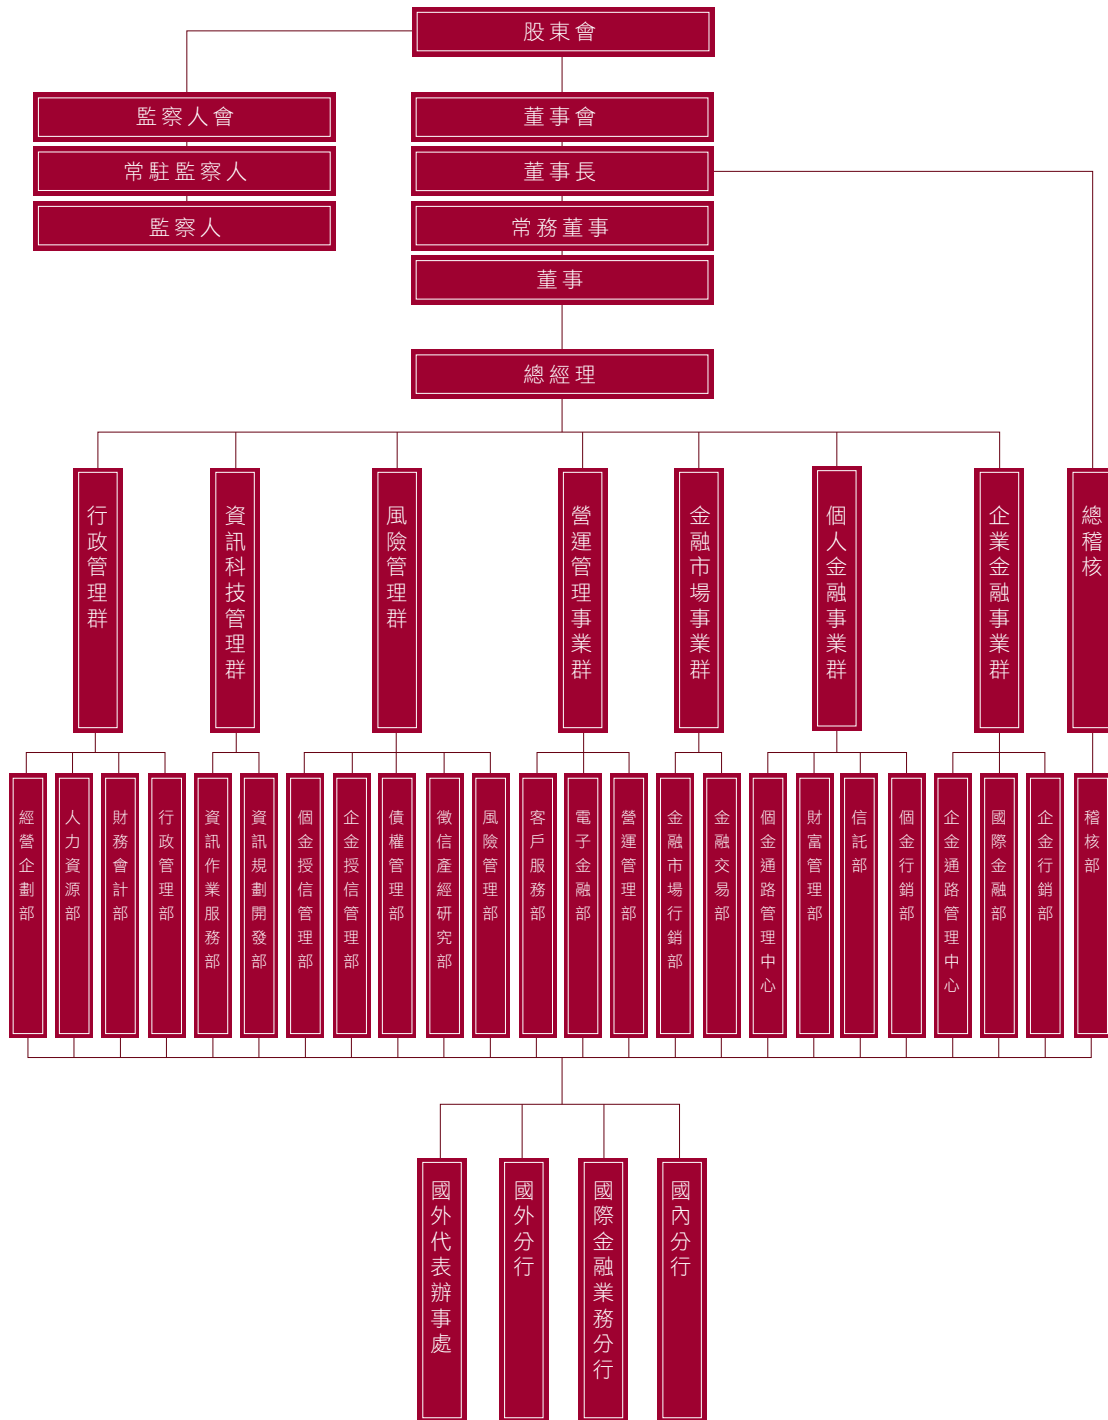 股東會
監察人會
董事會
常駐監察人
董事長
監察人
常務董事
董事
總經理
行政管理群
資訊科技管理群
風險管理群
營運管理事業群
金融市場事業群
個人金融事業群
企業金融事業群
總稽核
經營企劃部
人力資源部
財務會計部
行政管理部
資訊作業服務部
資訊規劃開發部
個金授信管理部
企金授信管理部
債權管理部
徵信產經研究部
風險管理部
客戶服務部
電子金融部
營運管理部
金融市場行銷部
金融交易部
個金通路管理中心
財富管理部
信託部
個金行銷部
企金通路管理中心
國際金融部
企金行銷部
稽核部
國外代表辦事處
國外分行
國際金融業務分行
國內分行